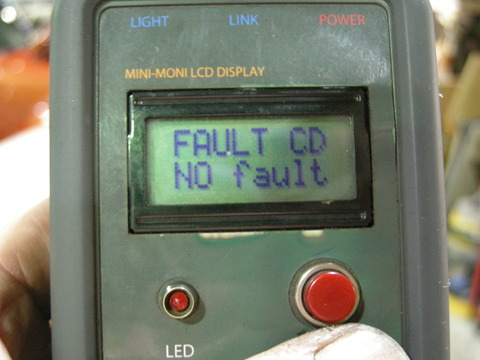 LIGHT LINK POWER
MINI-MONI LCD DISPLAY
FAULT CD
NO fault
LED